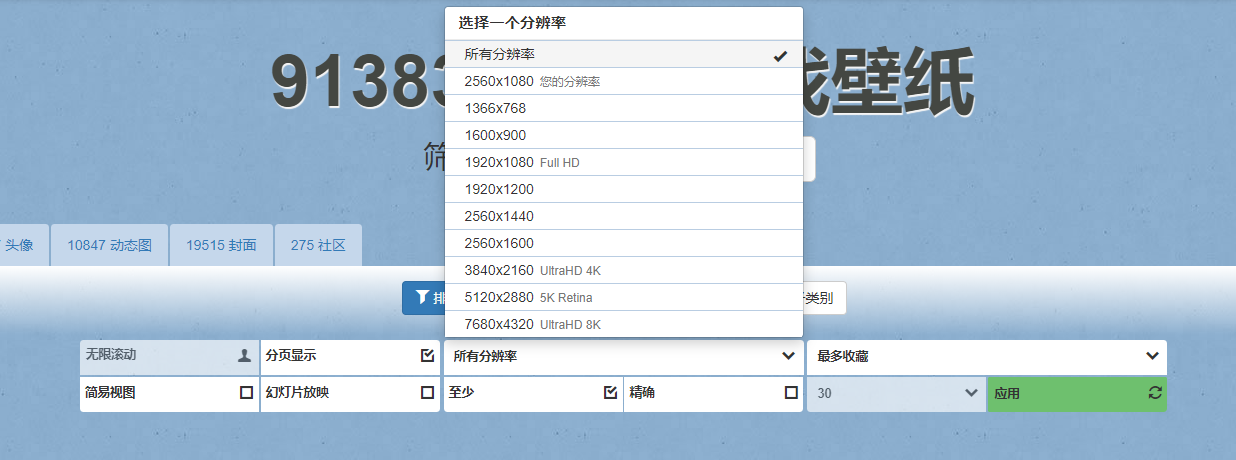 选择一个分辨率
所有分辨率
2560x1080 您的分辨率
1366x768
1600x900
1920x1080 Full HD
1920x1200
2560x1440
2560x1600
3840x2160 UltraHD 4K
5120x2880 5K Retina
7680x4320 UltraHD 8K
9138 壁纸
筛
头像
10847 动态图
19515 封面
275 社区
排 类别
无限滚动
分页显示
所有分辨率
最多收藏
简易视图
幻灯片放映
至少
精确
30
应用